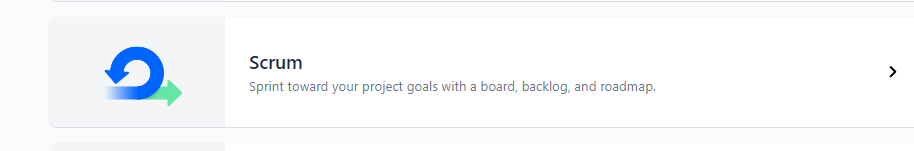 Scrum
Sprint toward your project goals with a board, backlog, and roadmap.